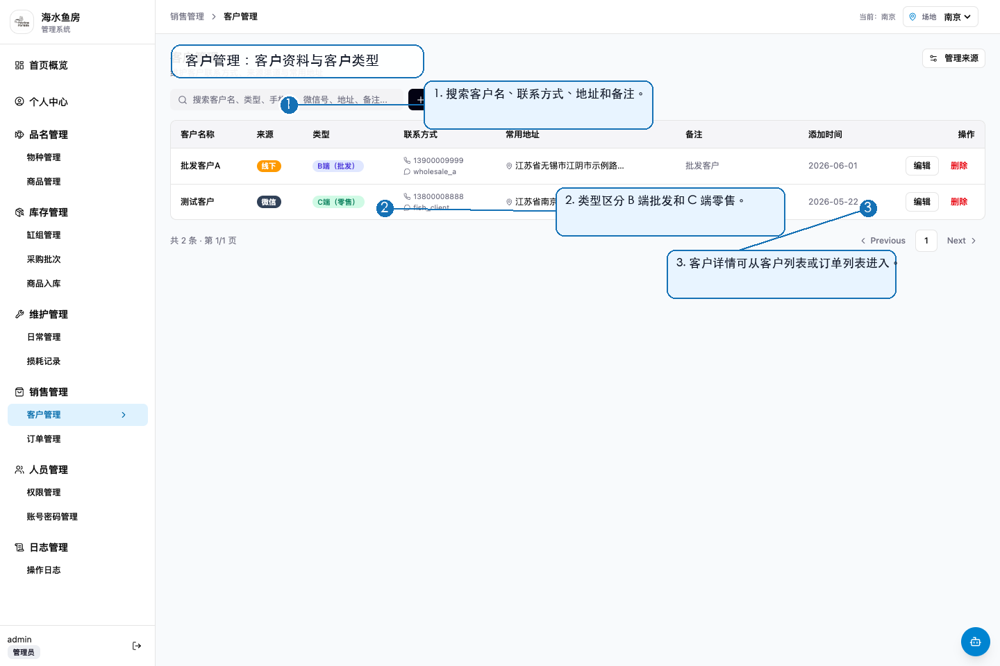 海水鱼房
管理系统
首页概览
个人中心
品名管理
物种管理
商品管理
库存管理
缸组管理
采购批次
商品入库
维护管理
日常管理
损耗记录
销售管理
客户管理
订单管理
人员管理
权限管理
账号密码管理
日志管理
操作日志
admin
管理员
销售管理 > 客户管理
当前：南京 场地 南京
客户管理：客户资料与客户类型
管理来源
搜索客户名、类型、手机 微信号、地址、备注...
1
1. 搜索客户名、联系方式、地址和备注。
客户名称 来源 类型 联系方式 常用地址 备注 添加时间 操作
批发客户A 线下 B端（批发） 13900009999 wholesale_a 江苏省无锡市江阴市示例路... 批发客户 2026-06-01 编辑 删除
测试客户 微信 C端（零售） 13800008888 fish_client 江苏省南京 2026-05-22 编辑 删除
2
2. 类型区分 B 端批发和 C 端零售。
3
3. 客户详情可从客户列表或订单列表进入。
共 2 条 · 第 1/1 页
Previous 1 Next